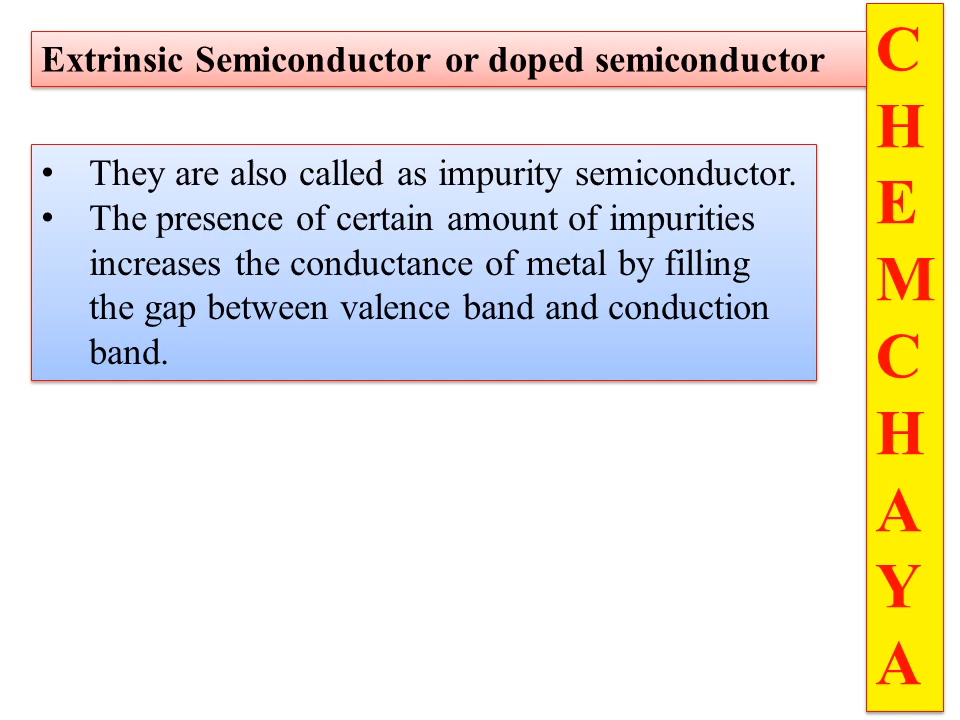 Extrinsic Semiconductor or doped semiconductor
• They are also called as impurity semiconductor.
• The presence of certain amount of impurities
increases the conductance of metal by filling
the gap between valence band and conduction
band.
C
H
E
M
C
H
A
Y
A